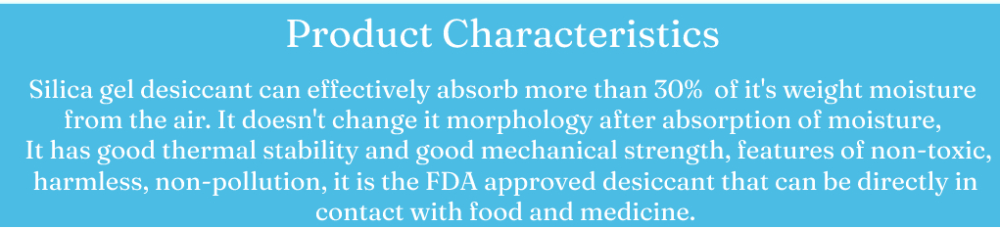 Product Characteristics
Silica gel desiccant can effectively absorb more than 30%  of it's weight moisture
from the air. It doesn't change it morphology after absorption of moisture,
It has good thermal stability and good mechanical strength, features of non-toxic,
harmless, non-pollution, it is the FDA approved desiccant that can be directly in
contact with food and medicine.